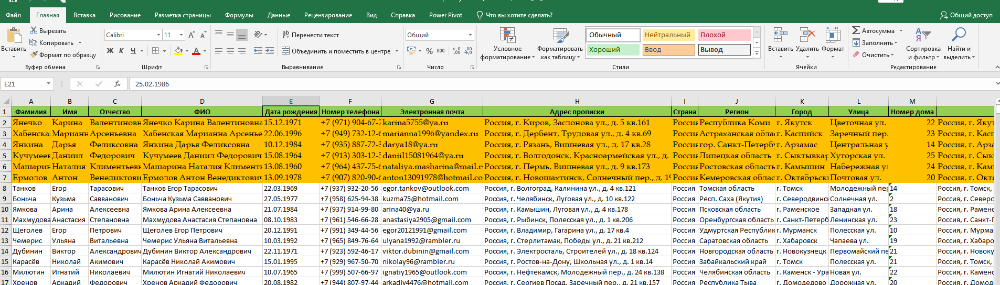 Файл Главная Вставка Рисование Разметка страницы Формулы Данные Рецензирование Вид Справка Power Pivot Что вы хотите сделать? Общий доступ
Вставить
Вырезать
Копировать
Формат по образцу
Буфер обмена
Calibri 11
Ж К Ч
Шрифт
Перенести текст
Объединить и поместить в центре
Выравнивание
Общий
% 000
Число
Условное форматирование
Форматировать как таблицу
Обычный Нейтральный Плохой
Хороший Ввод Вывод
Стили
Вставить Удалить Формат
Ячейки
Автосумма
Заполнить
Очистить
Сортировка и фильтр
Найти и выделить
Редактирование
E21 fx 25.02.1986
A B C D E F G H I J K L M
1 Фамилия Имя Отчество ФИО Дата рождения Номер телефона Электронная почта Адрес прописки Страна Регион Город Улица Номер дома
2 Янечко Карина Валентиновн Янечко Карина Валентиновна 15.12.1971 +7 (971) 904-67-2 karina5755@ya.ru Россия, г. Киров, Заслонова ул., д. 5 кв.161 Россия Республика Коми г. Якутск Цветочная ул. 22 Россия, г. Якут
3 Хабенска Марианн Арсеньевна Хабенская Марианна Арсенье 22.06.1996 +7 (949) 732-12-6 marianna1996@yandex.ru Россия, г. Дербент, Трудовая ул., д. 4 кв.69 Россия Астраханская обла г. Каспийск Заречный пер. 23 Россия, г. Касп
4 Янкина Дарья Феликсовна Янкина Дарья Феликсовна 10.12.1984 +7 (935) 887-72-3 darya18@ya.ru Россия, г. Рязань, Вишневая ул., д. 17 кв.28 Россия гор. Санкт-Петербу г. Арзамас Центральная у 14 Россия, г. Арза
5 Кучумеев Даниил Федорович Кучумеев Даниил Федорович 15.08.1964 +7 (913) 303-12-5 daniil15081964@ya.ru Россия, г. Волгодонск, Красноармейская ул., д. Россия Липецкая область г. Сыктывкар Хуторская ул. 25 Россия, г. Сык
6 Машарин Наталия Климентьевн Машарина Наталия Климентье 13.08.1960 +7 (964) 437-75-6 nataliya.masharina@mail.r Россия, г. Пермь, Вишневая ул., д. 9 кв.173 Россия Ростовская область г. Камышин Набережная ул 24 Россия, г. Кам
7 Ермолов Антон Венедиктови Ермолов Антон Венедиктович 13.09.1978 +7 (907) 820-90-6 anton13091978@hotmail.co Россия, г. Новошахтинск, Солнечный пер., д. 19 Россия Кемеровская облас г. Октябрьск Почтовая ул. 20 Россия, г. Октя
8 Танков Егор Тарасович Танков Егор Тарасович 22.03.1969 +7 (937) 932-20-56 egor.tankov@outlook.com Россия, г. Волгоград, Калинина ул., д. 4 кв.121 Россия Томская область г. Томск Молодежный пер 14 Россия, г. Томск,
9 Боньча Кузьма Савванович Боньча Кузьма Савванович 27.05.1977 +7 (958) 625-94-38 kuzma75@hotmail.com Россия, г. Челябинск, Луговая ул., д. 10 кв.122 Россия Респ. Саха (Якутия) г. Северодвинск Солнечная ул. 2 Россия, г. Северо
10 Ямкова Арина Алексеевна Ямкова Арина Алексеевна 21.07.1984 +7 (937) 914-99-80 arina40@ya.ru Россия, г. Камышин, Луговая ул., д. 4 кв.178 Россия Псковская область г. Раменское Западная ул. 18 Россия, г. Рамен
11 Махмудова Анастасия Степановна Махмудова Анастасия Степановна 08.10.1983 +7 (961) 546-66-28 anastasiya2905@gmail.com Россия, г. Рыбинск, Полесская ул., д. 1 кв.206 Россия Оренбургская область г. Санкт-Петерб Ленинская ул. 23 Россия, г. Санкт-Г
12 Щеголев Егор Петрович Щеголев Егор Петрович 20.12.1991 +7 (991) 349-44-56 egor20121991@gmail.com Россия, г. Владимир, Гагарина ул., д. 17 кв.4 Россия Удмуртская Республик г. Мурманск Полесская ул. 10 Россия, г. Мурма
13 Чемерис Ульяна Витальевна Чемерис Ульяна Витальевна 10.03.1992 +7 (965) 849-76-64 ulyana1992@rambler.ru Россия, г. Стерлитамак, Победы ул., д. 21 кв.212 Россия Саратовская область г. Хабаровск Чапаева ул. 19 Россия, г. Хабаро
14 Дубинин Виктор Александрович Дубинин Виктор Александрович 22.11.1971 +7 (923) 592-46-17 viktor.dubinin@gmail.com Россия, г. Электросталь, Строителей ул., д. 18 кв.124 Россия Новгородская область г. Новокузнецк Первомайский пе 21 Россия, г. Новоку
15 Карасёв Николай Акимович Карасёв Николай Акимович 15.01.1995 +7 (929) 967-50-70 nikolay96@rambler.ru Россия, г. Ростов-на-Дону, Школьная ул., д. 1 кв.14 Россия Забайкальский край г. Томск Полесская ул. 21 Россия, г. Томск,
16 Милютин Игнатий Николаевич Милютин Игнатий Николаевич 10.07.1965 +7 (999) 507-66-97 ignatiy1965@outlook.com Россия, г. Нефтекамск, Молодежный пер., д. 24 кв.138 Россия Челябинская область г. Каменск - Ура Новая ул. 22 Россия, г. Каменс
17 Хренов Аркадий Федорович Хренов Аркадий Федорович 20.08.1982 +7 (944) 807-97-44 arkadiy4476@hotmail.com Россия, г. Сергиев Посад, Заречный пер., д. 21 кв.157 Россия Республика Тыва г. Домодедово Дорожная ул. 20 Россия, г. Домод